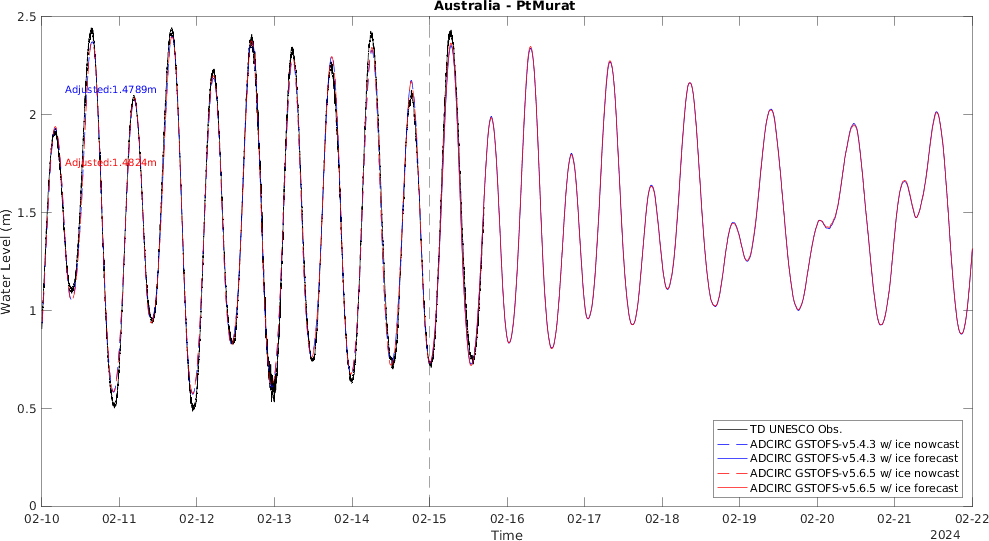 Australia - PtMurat
2.5
2
1.5
1
0.5
0
Water Level (m)
Adjusted:1.4789m
Adjusted:1.4824m
TD UNESCO Obs.
ADCIRC GSTOFS-v5.4.3 w/ ice nowcast
ADCIRC GSTOFS-v5.4.3 w/ ice forecast
ADCIRC GSTOFS-v5.6.5 w/ ice nowcast
ADCIRC GSTOFS-v5.6.5 w/ ice forecast
02-10 02-11 02-12 02-13 02-14 02-15 02-16 02-17 02-18 02-19 02-20 02-21 02-22
Time
2024